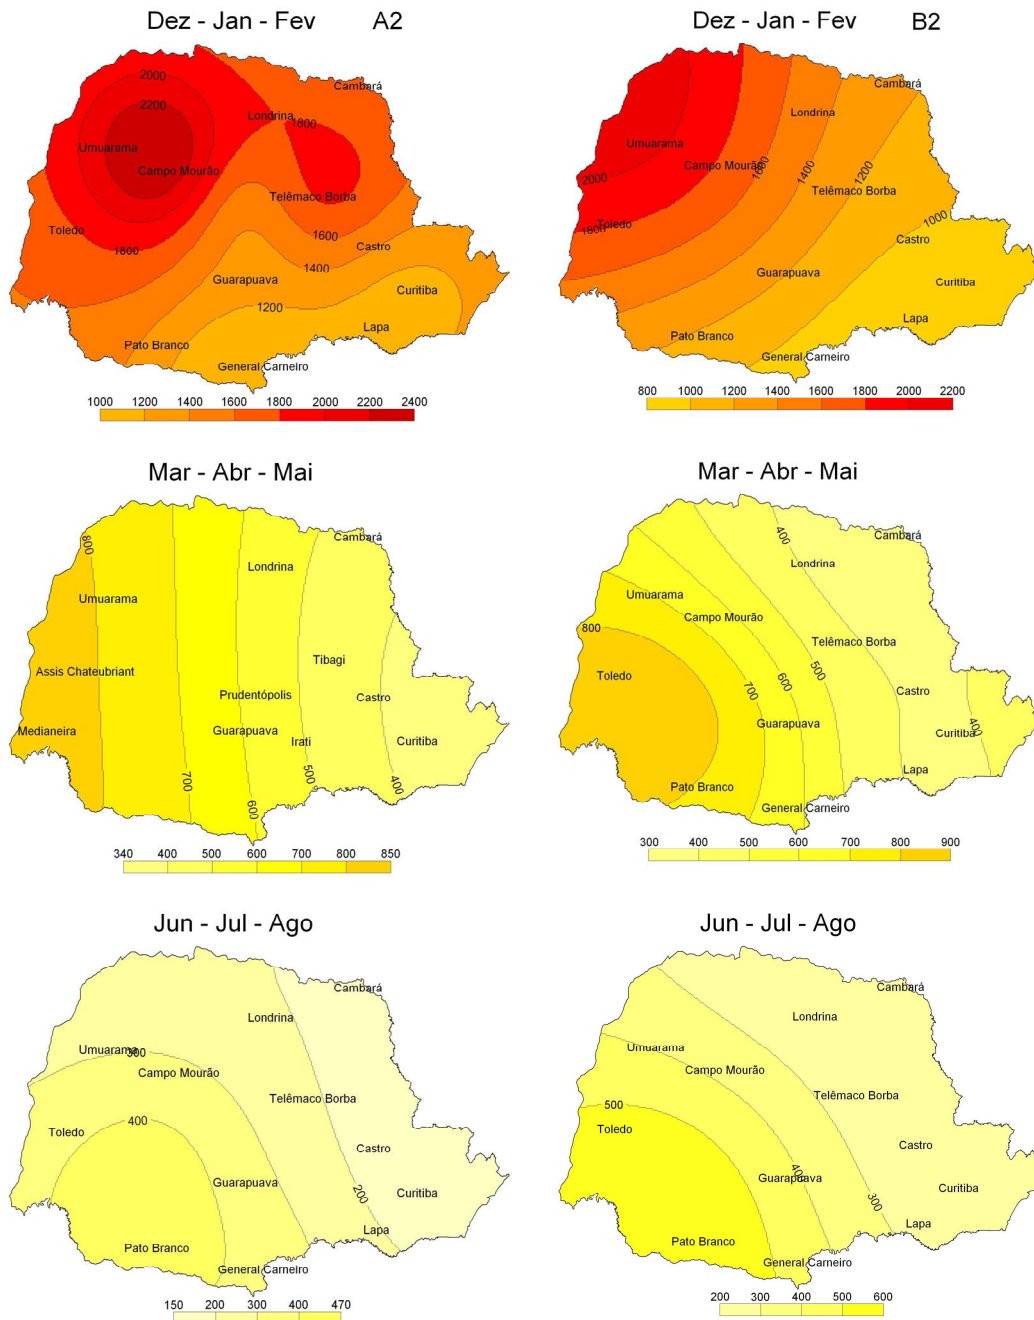 Dez - Jan - Fev A2
2000
Cambará
2200
Londrina
1800
Umuarama
Campo Mourão
Telêmaco Borba
Toledo
1800
1600
Castro
1400
Guarapuava
Curitiba
1200
Lapa
Pato Branco
General Carneiro
1000 1200 1400 1600 1800 2000 2200 2400
Dez - Jan - Fev B2
Cambará
Londrina
Umuarama
Campo Mourão
1600
1400
1200
2000
Telêmaco Borba
Toledo
1800
1000
Castro
Guarapuava
Curitiba
Lapa
Pato Branco
General Carneiro
800 1000 1200 1400 1600 1800 2000 2200
Mar - Abr - Mai
800
Cambará
Londrina
Umuarama
Tibagi
Assis Chateubriant
Prudentópolis
Castro
Medianeira
Guarapuava
Irati
Curitiba
700
500
400
600
340 400 500 600 700 800 850
Mar - Abr - Mai
400
Cambará
Londrina
Umuarama
Campo Mourão
800
Telêmaco Borba
Toledo
500
600
700
Castro
Guarapuava
400
Curitiba
Lapa
Pato Branco
General Carneiro
300 400 500 600 700 800 900
Jun - Jul - Ago
Cambará
Londrina
Umuarama
300
Campo Mourão
Telêmaco Borba
400
Toledo
Castro
Guarapuava
200
Curitiba
Lapa
Pato Branco
General Carneiro
150 200 300 400 470
Jun - Jul - Ago
Cambará
Londrina
Umuarama
Campo Mourão
Telêmaco Borba
500
Toledo
Castro
400
Guarapuava
300
Curitiba
Lapa
Pato Branco
General Carneiro
200 300 400 500 600